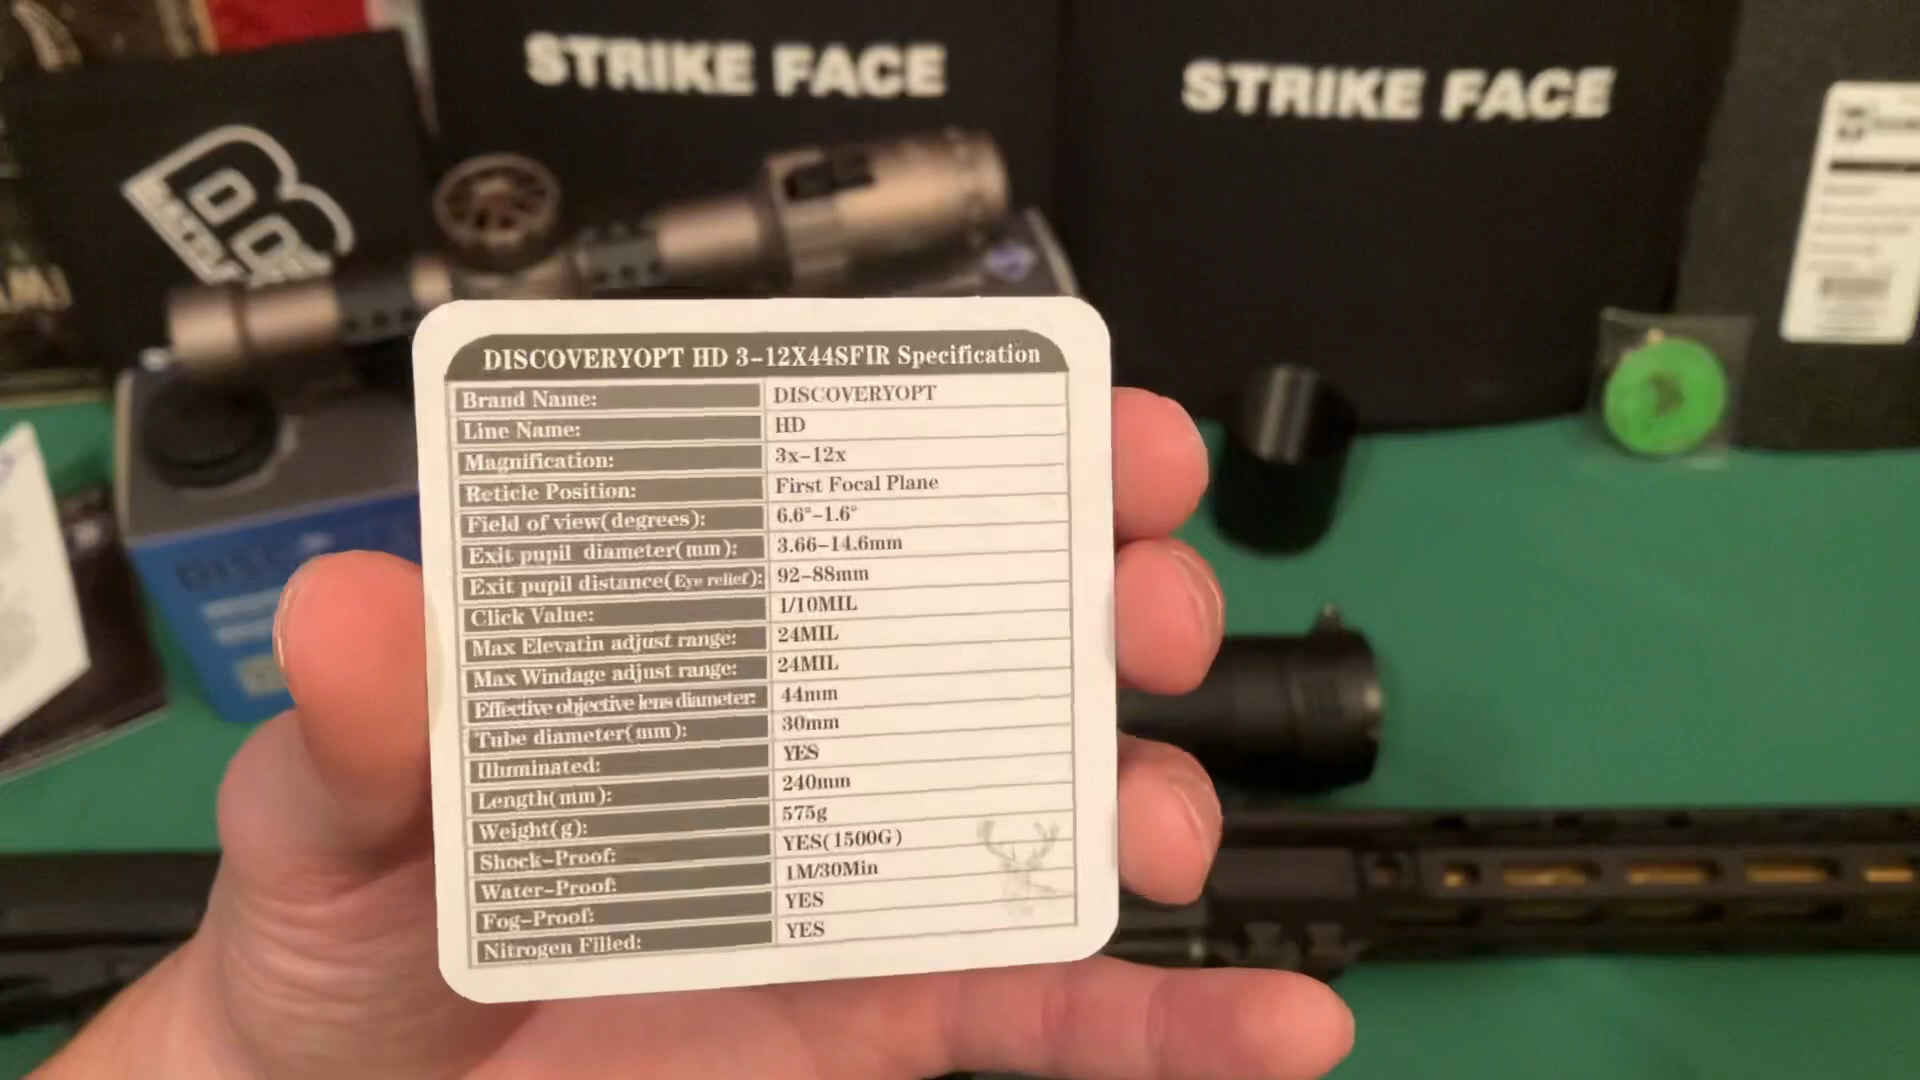 STRIKE FACE
STRIKE FACE
DISCOVERYOPT HD 3-12X44SFIR Specification
Brand Name: DISCOVERYOPT
Line Name: HD
Magnification: 3x-12x
Reticle Position: First Focal Plane
Field of view(degrees): 6.6°-1.6°
Exit pupil diameter(mm): 3.66-14.6mm
Exit pupil distance(Eye relief): 92-88mm
Click Value: 1/10MIL
Max Elevatin adjust range: 24MIL
Max Windage adjust range: 24MIL
Effective objective lens diameter: 44mm
Tube diameter(mm): 30mm
Illuminated: YES
Length(mm): 240mm
Weight(g): 575g
Shock-Proof: YES(1500G)
Water-Proof: 1M/30Min
Fog-Proof: YES
Nitrogen Filled: YES